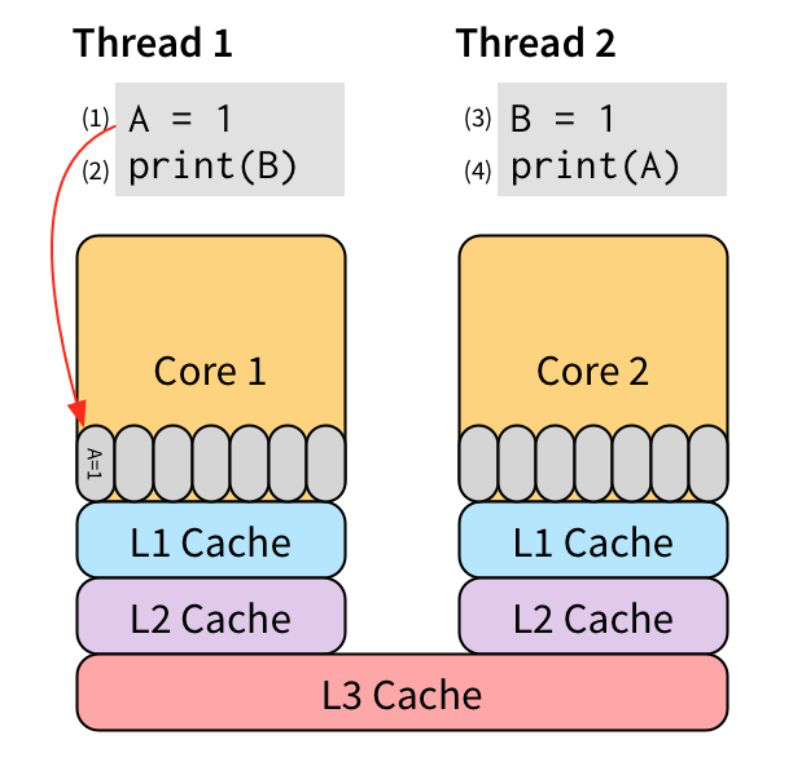 Thread 1
(1) A = 1
(2) print(B)
Thread 2
(3) B = 1
(4) print(A)
Core 1
A=1
L1 Cache
L2 Cache
Core 2
L1 Cache
L2 Cache
L3 Cache